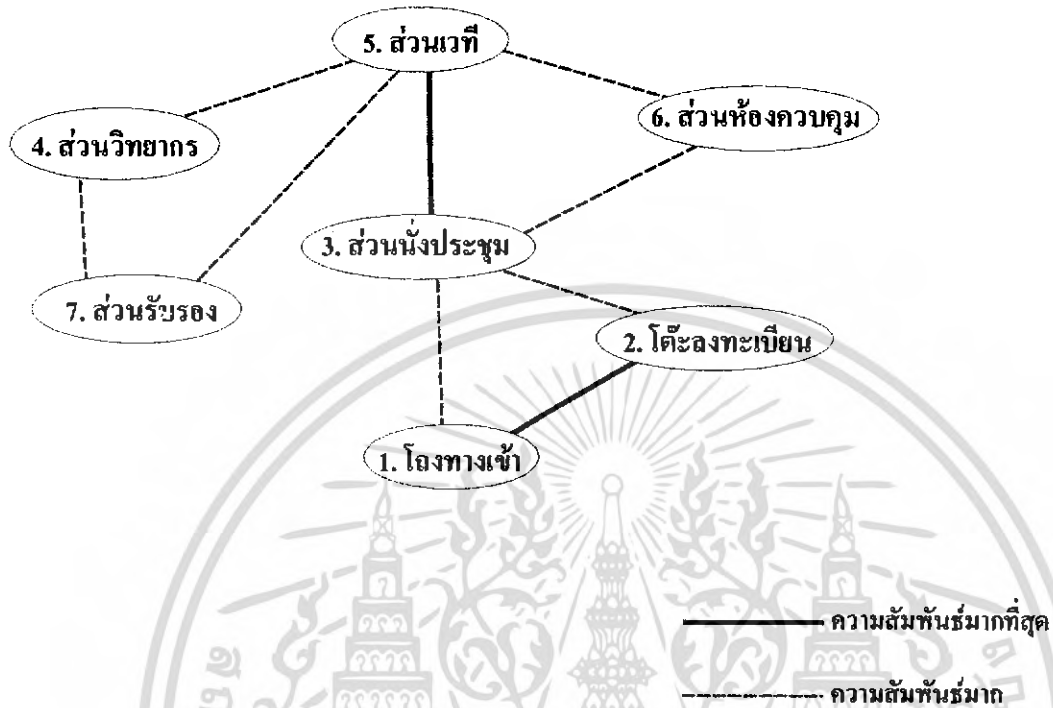 5. ส่วนเวที
4. ส่วนวิทยากร
6. ส่วนห้องควบคุม
3. ส่วนนั่งประชุม
7. ส่วนรับรอง
2. โต๊ะลงทะเบียน
1. โถงทางเข้า
ความสัมพันธ์มากที่สุด
ความสัมพันธ์มาก